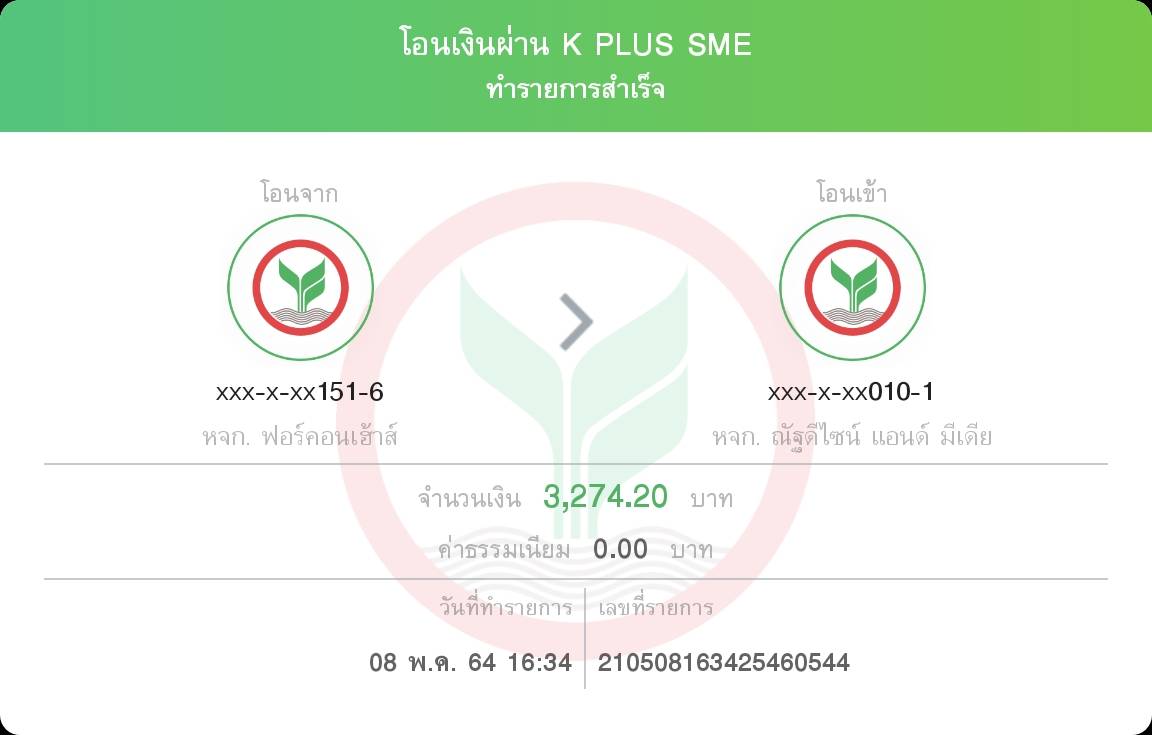 โอนเงินผ่าน K PLUS SME
ทำรายการสำเร็จ
โอนจาก
โอนเข้า
xxx-x-xx151-6
xxx-x-xx010-1
หจก. ฟอร์คอนเฮ้าส์
หจก. ณัฐดีไซน์ แอนด์ มีเดีย
จำนวนเงิน 3,274.20 บาท
ค่าธรรมเนียม 0.00 บาท
วันที่ทำรายการ เลขที่รายการ
08 พ.ค. 64 16:34 210508163425460544